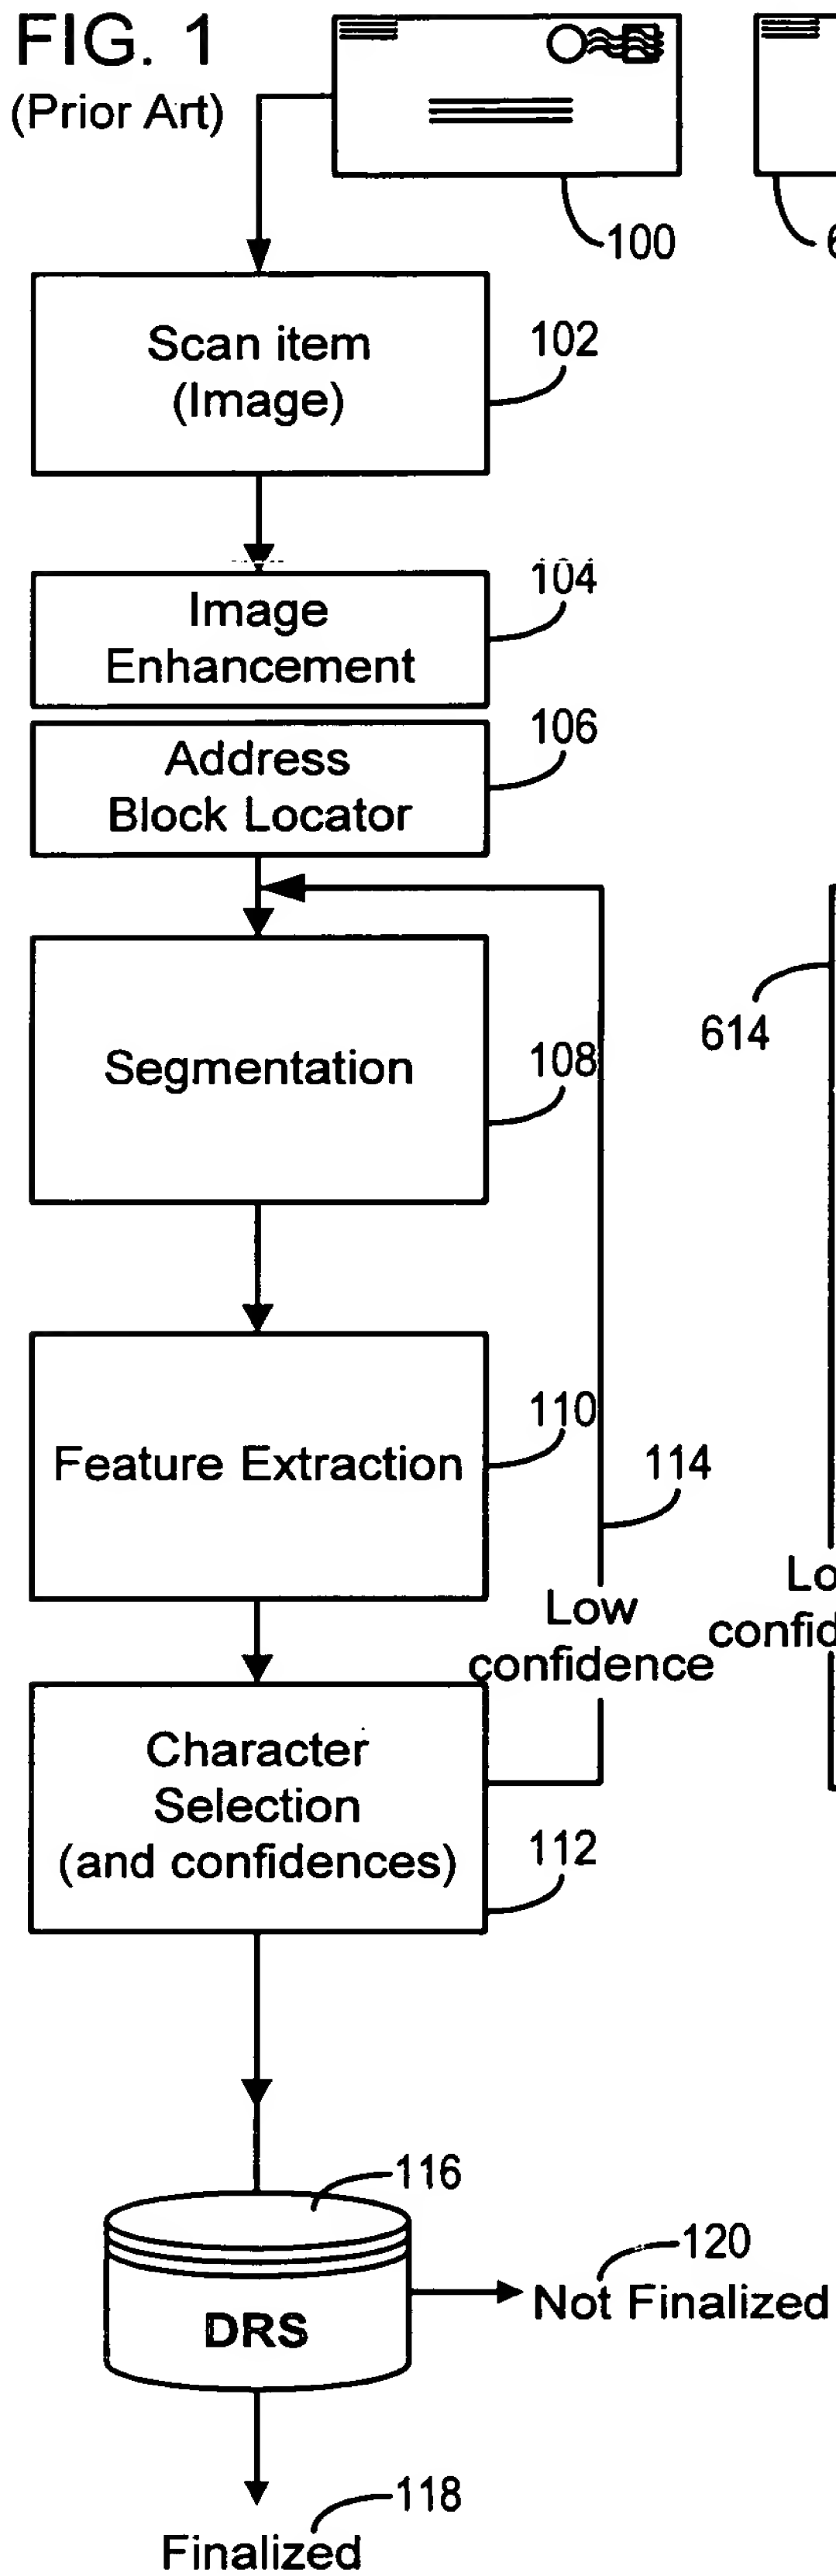 FIG. 1
(Prior Art)
100
Scan item
(Image)
102
Image
Enhancement
104
Address
Block Locator
106
Segmentation
108
614
Feature Extraction
110
114
Low
confidence
Character
Selection
(and confidences)
112
116
DRS
120
Not Finalized
118
Finalized